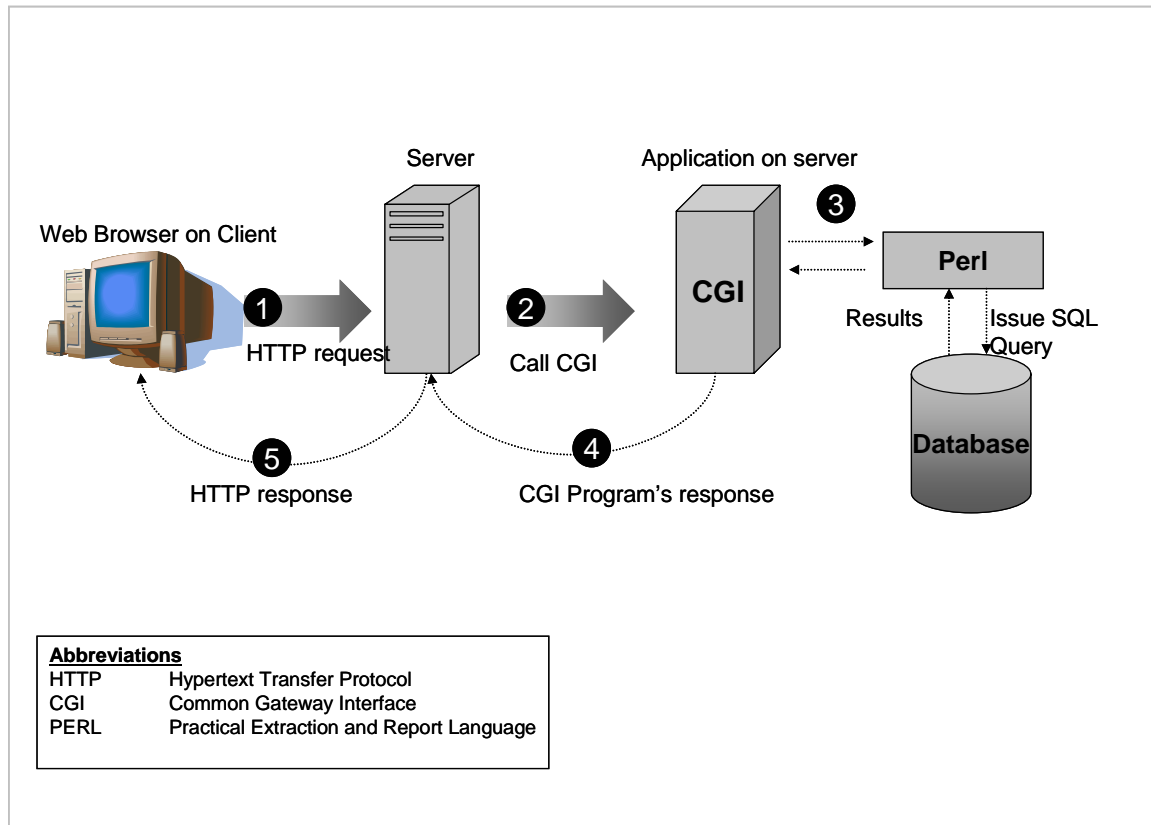 Server
Application on server
3
Web Browser on Client
Perl
CGI
1
2
HTTP request
Call CGI
Results
Issue SQL
Query
Database
5
4
HTTP response
CGI Program's response
Abbreviations
HTTP Hypertext Transfer Protocol
CGI Common Gateway Interface
PERL Practical Extraction and Report Language